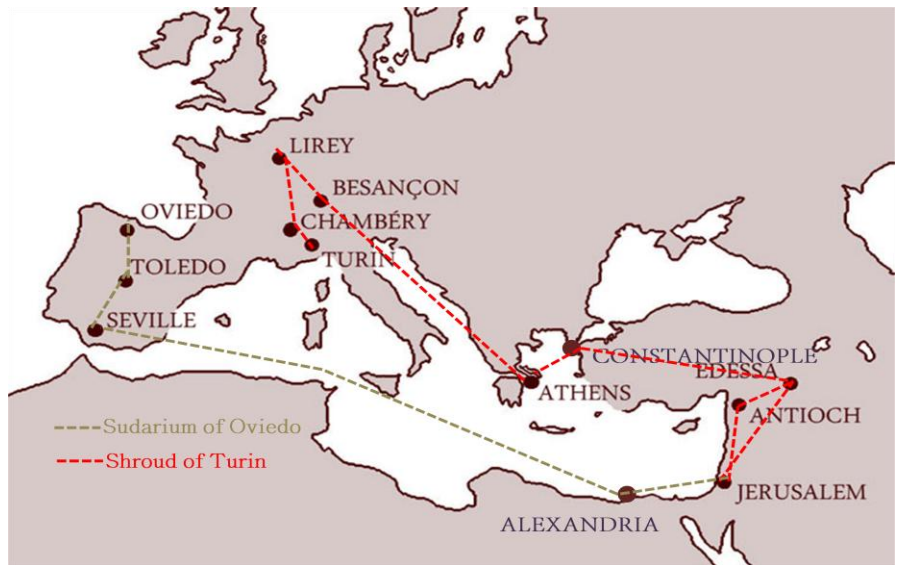 LIREY
BESANÇON
OVIEDO
CHAMBÉRY
TURIN
TOLEDO
SEVILLE
CONSTANTINOPLE
EDESSA
ATHENS
ANTIOCH
Sudarium of Oviedo
Shroud of Turin
JERUSALEM
ALEXANDRIA